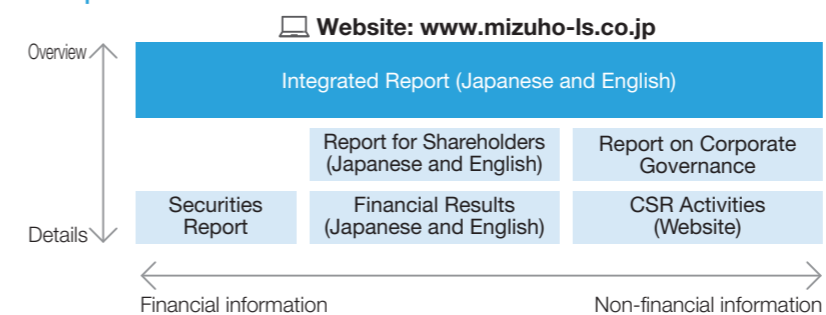 Website: www.mizuho-ls.co.jp
Overview
Integrated Report (Japanese and English)
Report for Shareholders
(Japanese and English)
Report on Corporate
Governance
Securities
Report
Financial Results
(Japanese and English)
CSR Activities
(Website)
Details
Financial information
Non-financial information